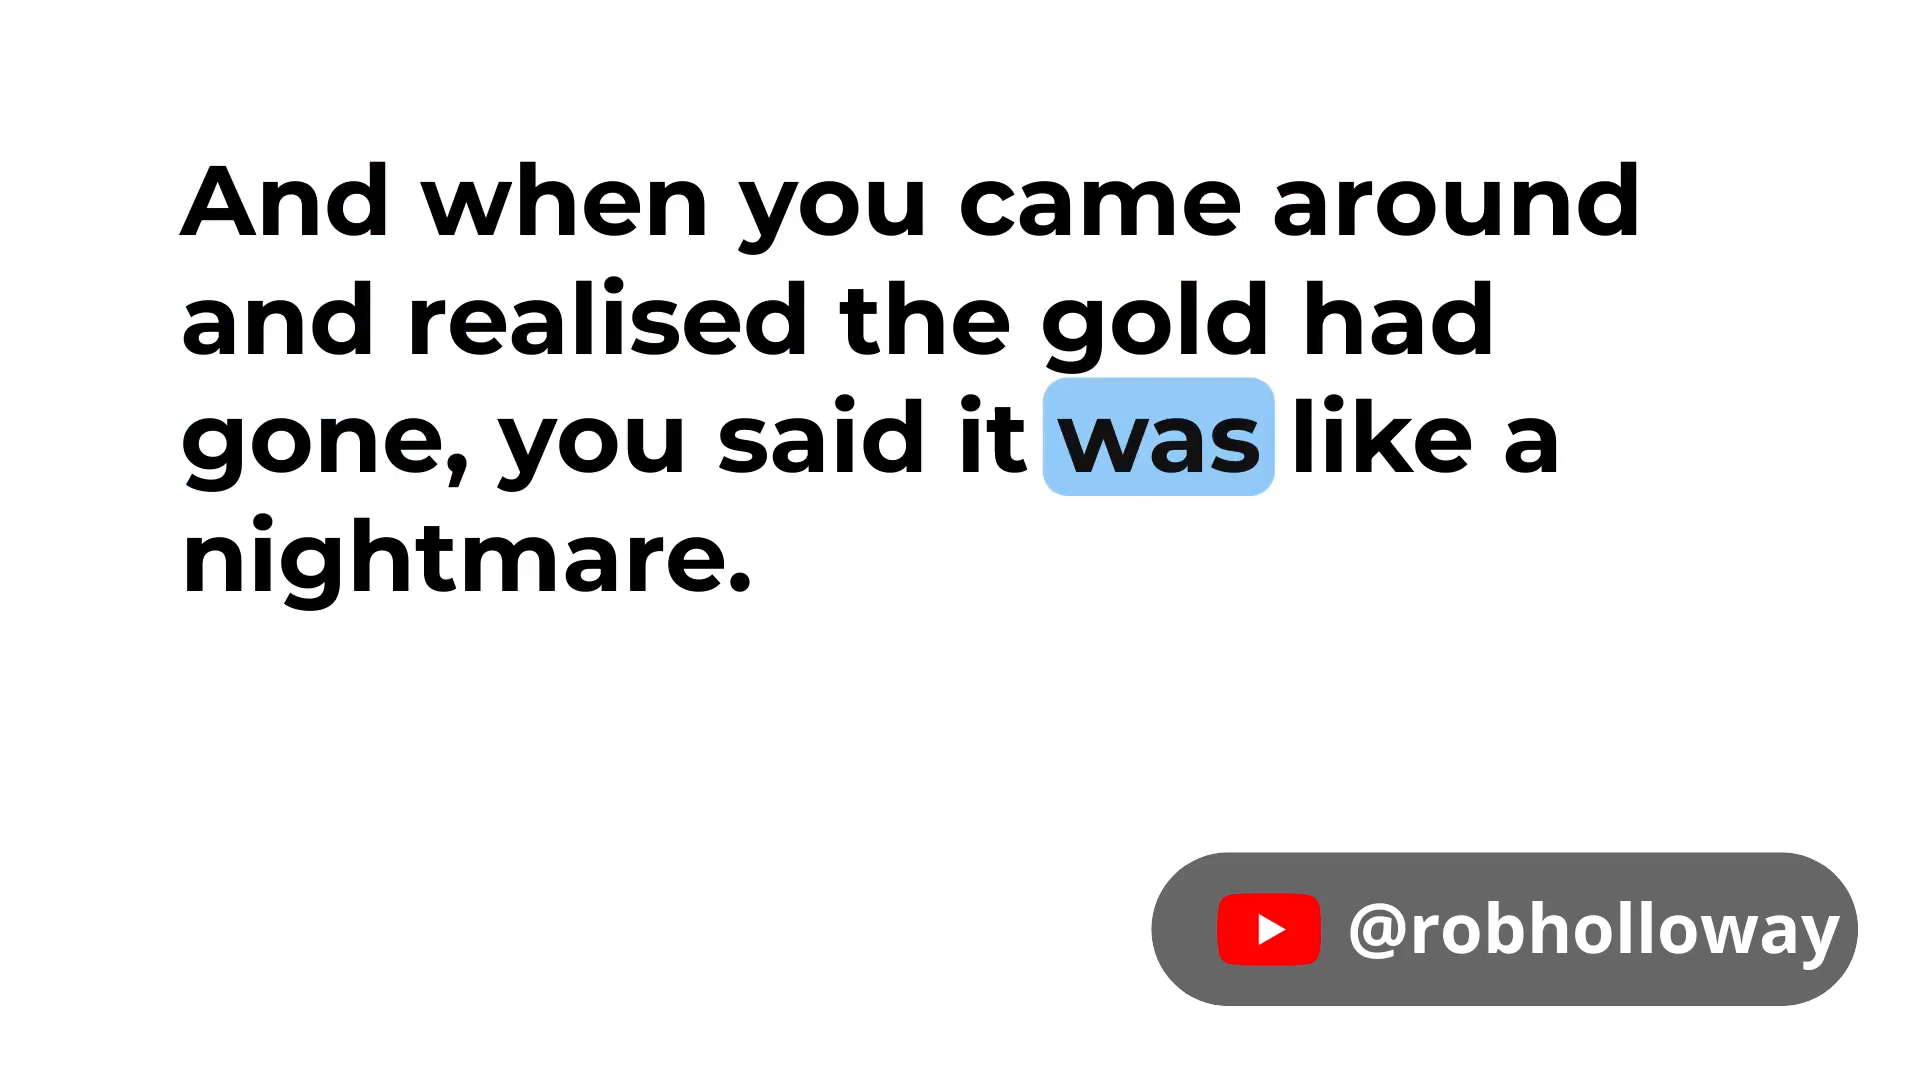 And when you came around
and realised the gold had
gone, you said it was like a
nightmare.
@robholloway